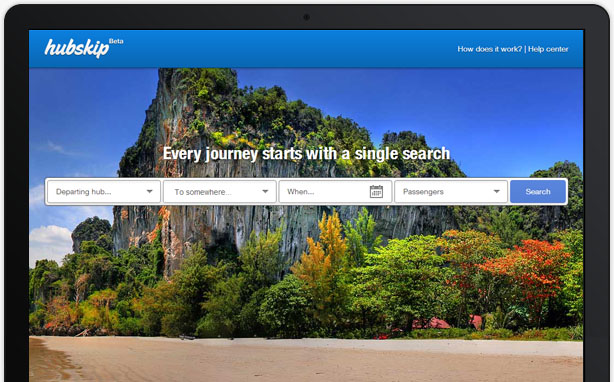 hubskip Beta
How does it work? | Help center
Every journey starts with a single search
Departing hub... To somewhere... When... Passengers Search